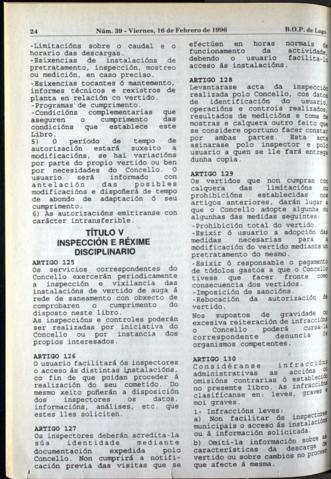 24 Núm. 39 - Viernes, 16 de Febrero de 1996 B.O.P. de Lugo
-Limitacións sobre o caudal e o
horario das descargas.
-Esixencias de instalacións de
pretratamento, inspección, mostreo
ou medición, en caso preciso.
-Esixencias tocantes ó mantemento,
informes técnicos e rexistros de
planta en relación co vertido.
-Programas de cumprimento.
-Condicións complementarias que
aseguren o cumprimento das
condicións que establece este
libro.
5) O período de tempo de
autorización estará suxeito a
modificacións, se hai variacións
por parte do propio vertido ou ben
por necesidades do Concello. O
usuario será informado con
antelación das posibles
modificacións e dispoñerá de tempo
de abondo de adaptación ó seu
cumprimento.
6) As autorizacións emitiranse con
carácter intransferible.
TÍTULO V
INSPECCIÓN E RÉXIME
DISCIPLINARIO
ARTIGO 125
Os servicios correspondentes do
Concello exercerán periodicamente
a inspección e vixilancia das
instalacións de vertido de auga á
rede de saneamento con obxecto de
comprobaren o cumprimento do
disposto neste libro.
As inspeccións e controles poderán
ser realizadas por iniciativa do
Concello ou por instancia dos
propios interesados.
ARTIGO 126
O usuario facilitará ós inspectores
o acceso ás distintas instalacións,
co fin de que poidan proceder á
realización do seu cometido. Do
mesmo xeito poñerán a disposición
dos inspectores os datos,
informacións, análises, etc. que
estes lles soliciten.
ARTIGO 127
Os inspectores deberán acredita-la
súa identidade mediante
documentación expedida polo
Concello. Non cumprirá a notifi-
cación previa das visitas que se
efectúen en horas normais de
funcionamento da actividade,
debendo o usuario facilita-lo
acceso ás instalacións.
ARTIGO 128
Levantarase acta da inspección
realizada polo Concello, cos datos
de identificación do usuario,
operacións e controis realizados,
resultados de medicións e toma de
mostras e calquera outro feito que
se considere oportuno facer constar
por ambas partes. Esta acta
asinarase polo inspector e polo
usuario a quen se lle fará entrega
dunha copia.
ARTIGO 129
Os vertidos que non cumpran con
calquera das limitacións ou
prohibicións establecidas nos
artigos anteriores, darán lugar a
que o Concello adopte algunha ou
algunhas das medidas seguintes:
-Prohibición total do vertido.
-Esixir ó usuario a adopción das
medidas necesarias para a
modificación do vertido mediante un
pretratamento do mesmo.
-Esixir ó responsable o pagamento
de tódolos gastos a que o Concello
tivese que facer fronte como
consecuencia dos vertidos.
-Imposición de sancións.
-Revocación da autorización de
vertido.
Nos supostos de gravidade ou
excesiva reiteración de infraccións
o Concello poderá cursa-la
correspondente denuncia ós
organismos competentes.
ARTIGO 130
Consideranse infraccións
administrativas as accións ou
omisións contrarias ó establecido
no presente libro. As infraccións
clasifícanse en: leves, graves e
moi graves.
1- Infraccións leves:
a) Non facilitar de inspectores
municipais o acceso ás instalacións
ou á información solicitada.
b) Omiti-la información sobre as
características da descarga de
vertido ou sobre cambios no proceso
que afecte á mesma.